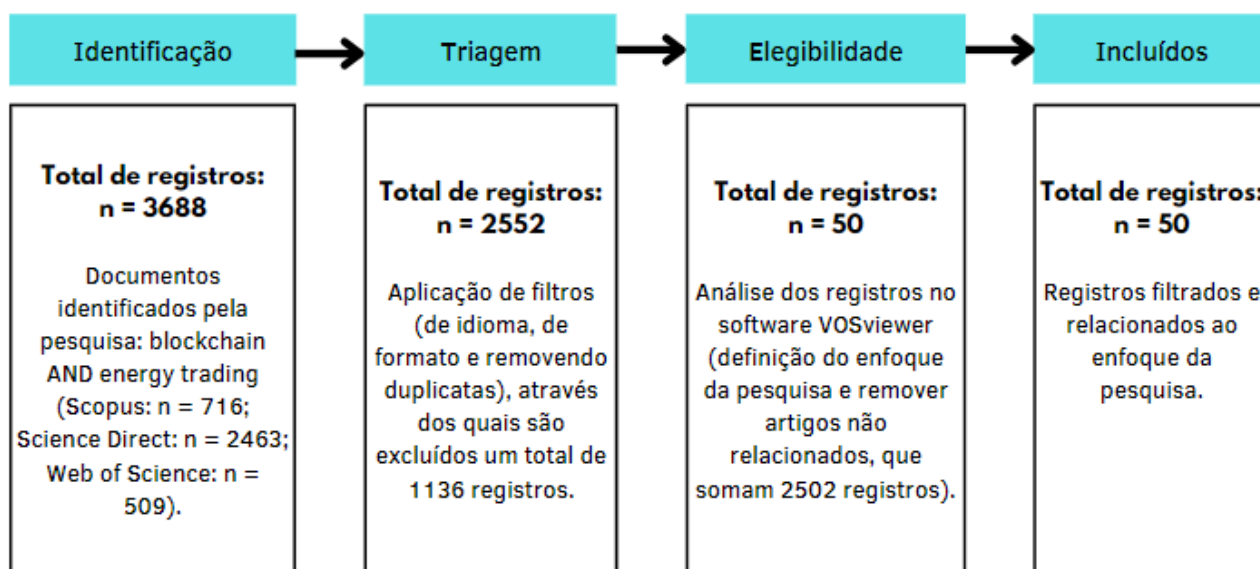 Identificação
Triagem
Elegibilidade
Incluídos
Total de registros:
n = 3688
Documentos
identificados pela
pesquisa: blockchain
AND energy trading
(Scopus: n = 716;
Science Direct: n = 2463;
Web of Science: n =
509).
Total de registros:
n = 2552
Aplicação de filtros
(de idioma, de
formato e removendo
duplicatas), através
dos quais são
excluídos um total de
1136 registros.
Total de registros:
n = 50
Análise dos registros no
software VOSviewer
(definição do enfoque
da pesquisa e remover
artigos não
relacionados, que
somam 2502 registros).
Total de registros:
n = 50
Registros filtrados e
relacionados ao
enfoque da
pesquisa.